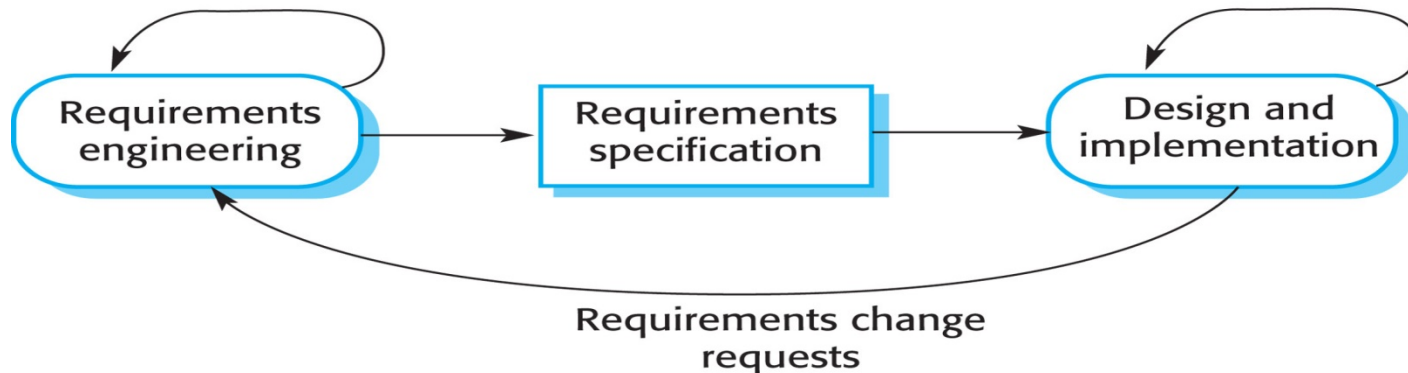 Requirements
engineering
Requirements
specification
Design and
implementation
Requirements change
requests